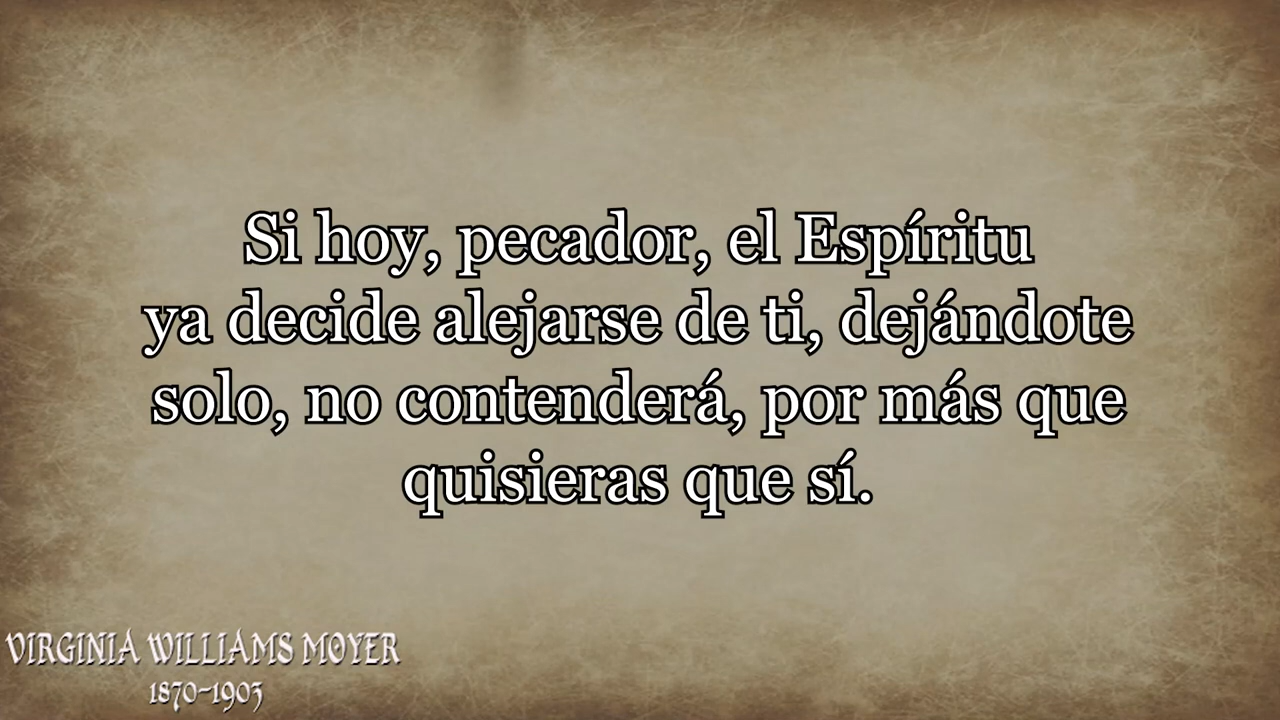 Si hoy, pecador, el Espíritu
ya decide alejarse de ti, dejándote
solo, no contenderá, por más que
quisieras que sí.
VIRGINIA WILLIAMS MOYER
1870-1903